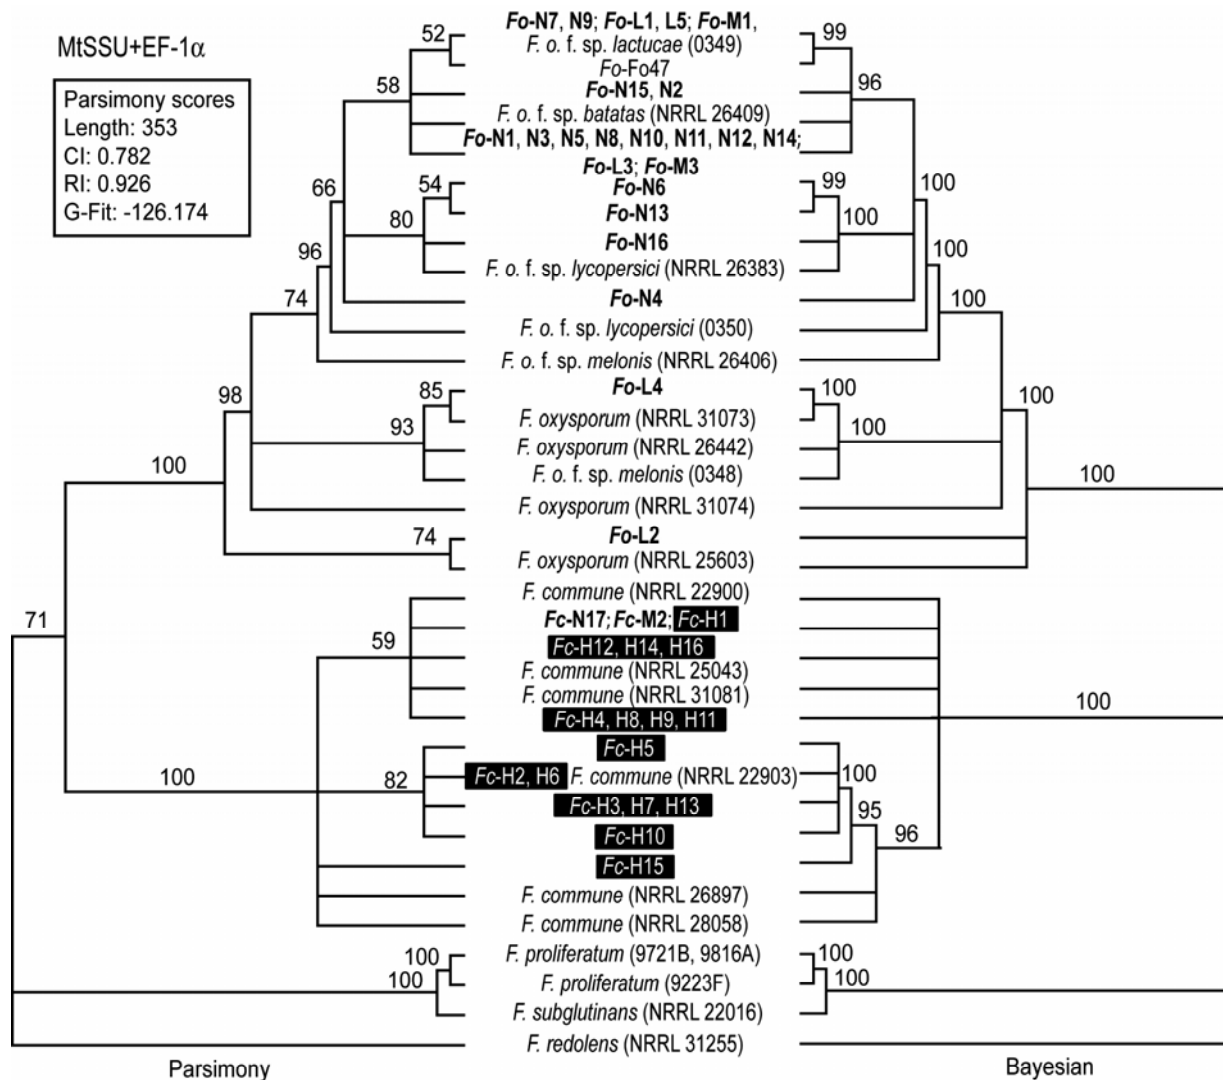 MtSSU+EF-1α
Parsimony scores
Length: 353
CI: 0.782
RI: 0.926
G-Fit: -126.174
Fo-N7, N9; Fo-L1, L5; Fo-M1,
52 F. o. f. sp. lactucae (0349) 99
Fo-Fo47
58 Fo-N15, N2 96
F. o. f. sp. batatas (NRRL 26409)
Fo-N1, N3, N5, N8, N10, N11, N12, N14;
Fo-L3; Fo-M3
66 54 Fo-N6 99 100
Fo-N13
80 100
Fo-N16
96 100
F. o. f. sp. lycopersici (NRRL 26383)
74 Fo-N4 100
F. o. f. sp. lycopersici (0350)
F. o. f. sp. melonis (NRRL 26406)
98 85 Fo-L4 100
F. oxysporum (NRRL 31073)
93 100
F. oxysporum (NRRL 26442)
100 F. o. f. sp. melonis (0348) 100
F. oxysporum (NRRL 31074)
74 Fo-L2
F. oxysporum (NRRL 25603)
F. commune (NRRL 22900)
71 Fc-N17; Fc-M2; Fc-H1
59 Fc-H12, H14, H16
F. commune (NRRL 25043)
F. commune (NRRL 31081)
100
Fc-H4, H8, H9, H11
Fc-H5
100 82 Fc-H2, H6 F. commune (NRRL 22903) 100
Fc-H3, H7, H13
95
Fc-H10 96
Fc-H15
F. commune (NRRL 26897)
F. commune (NRRL 28058)
100 F. proliferatum (9721B, 9816A) 100
100 F. proliferatum (9223F) 100
F. subglutinans (NRRL 22016)
F. redolens (NRRL 31255)
Parsimony Bayesian